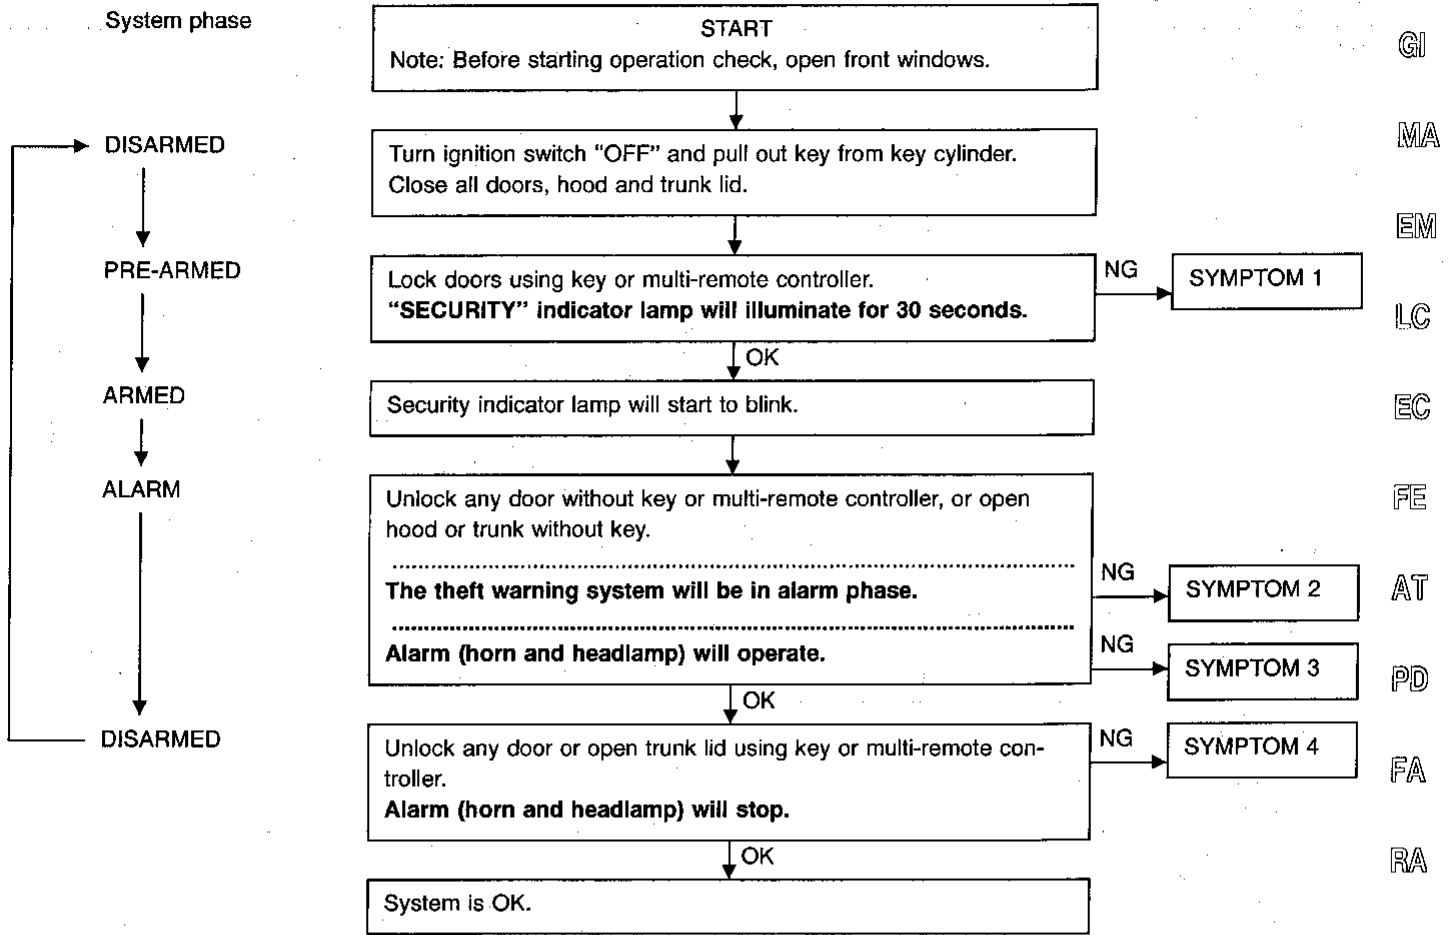 System phase
START
Note: Before starting operation check, open front windows.
DISARMED
Turn ignition switch “OFF” and pull out key from key cylinder.
Close all doors, hood and trunk lid.
PRE-ARMED
Lock doors using key or multi-remote controller.
“SECURITY” indicator lamp will illuminate for 30 seconds.
NG
SYMPTOM 1
OK
ARMED
Security indicator lamp will start to blink.
ALARM
Unlock any door without key or multi-remote controller, or open
hood or trunk without key.
The theft warning system will be in alarm phase.
NG
SYMPTOM 2
Alarm (horn and headlamp) will operate.
NG
SYMPTOM 3
OK
DISARMED
Unlock any door or open trunk lid using key or multi-remote con-
troller.
Alarm (horn and headlamp) will stop.
NG
SYMPTOM 4
OK
System is OK.
GI
MA
EM
LC
EC
FE
AT
PD
FA
RA